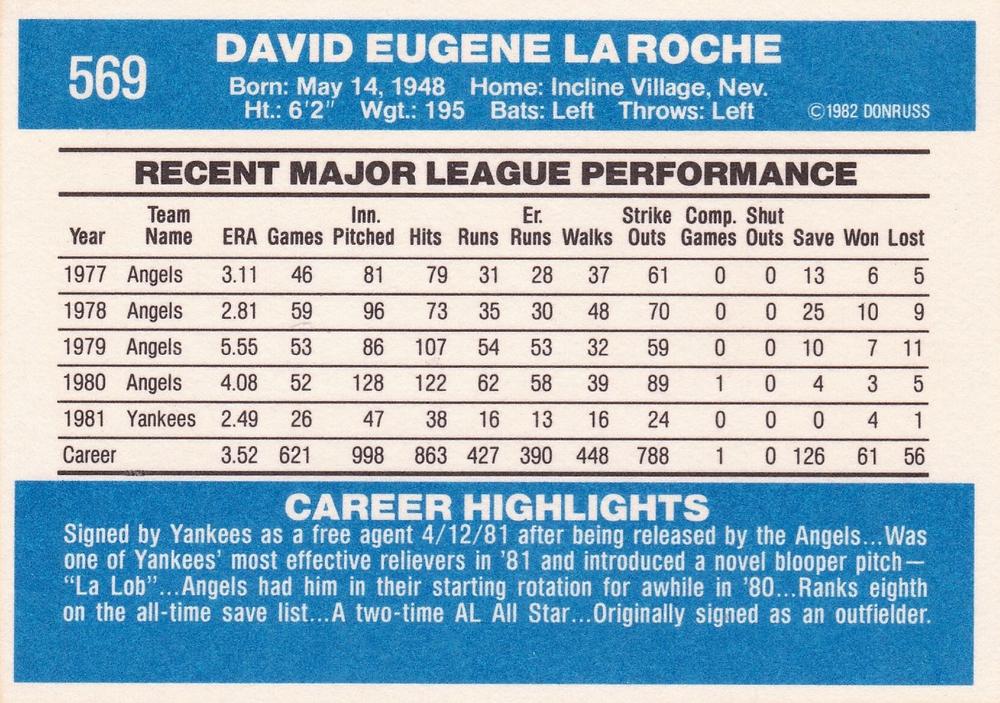 569
DAVID EUGENE LAROCHE
Born: May 14, 1948 Home: Incline Village, Nev.
Ht.: 6'2" Wgt.: 195 Bats: Left Throws: Left
©1982 DONRUSS
RECENT MAJOR LEAGUE PERFORMANCE
Year Team Name ERA Games Inn. Pitched Hits Runs Er. Runs Walks Strike Outs Comp. Games Shut Outs Save Won Lost
1977 Angels 3.11 46 81 79 31 28 37 61 0 0 13 6 5
1978 Angels 2.81 59 96 73 35 30 48 70 0 0 25 10 9
1979 Angels 5.55 53 86 107 54 53 32 59 0 0 10 7 11
1980 Angels 4.08 52 128 122 62 58 39 89 1 0 4 3 5
1981 Yankees 2.49 26 47 38 16 13 16 24 0 0 0 4 1
Career 3.52 621 998 863 427 390 448 788 1 0 126 61 56
CAREER HIGHLIGHTS
Signed by Yankees as a free agent 4/12/81 after being released by the Angels...Was
one of Yankees' most effective relievers in '81 and introduced a novel blooper pitch—
“La Lob”...Angels had him in their starting rotation for awhile in '80...Ranks eighth
on the all-time save list...A two-time AL All Star...Originally signed as an outfielder.